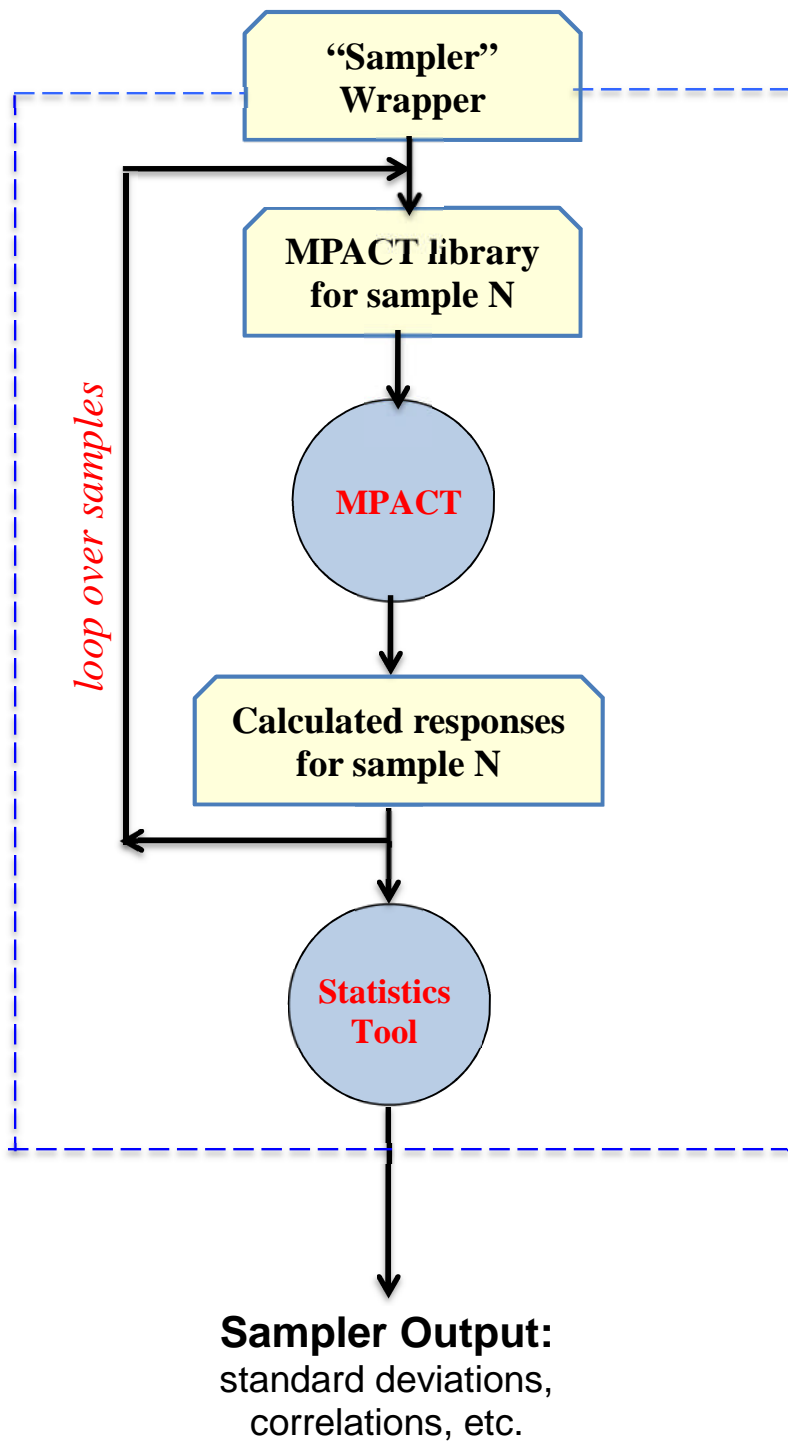 “Sampler”
Wrapper
MPACT library
for sample N
loop over samples
MPACT
Calculated responses
for sample N
Statistics
Tool
Sampler Output:
standard deviations,
correlations, etc.